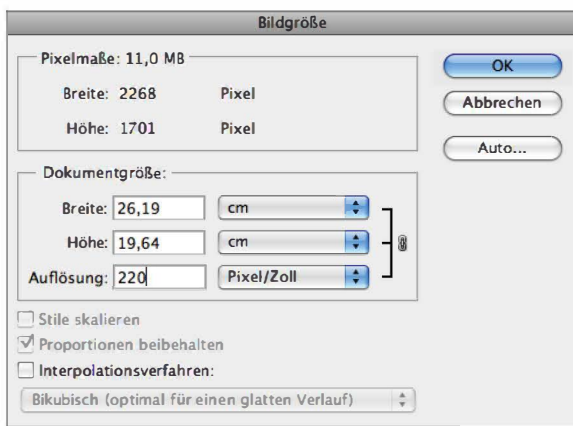 Bildgröße
Pixelmaße: 11,0 MB
Breite: 2268 Pixel
Höhe: 1701 Pixel
OK
Abbrechen
Auto...
Dokumentgröße:
Breite: 26,19 cm
Höhe: 19,64 cm
Auflösung: 220 Pixel/Zoll
Stile skalieren
Proportionen beibehalten
Interpolationsverfahren:
Bikubisch (optimal für einen glatten Verlauf)